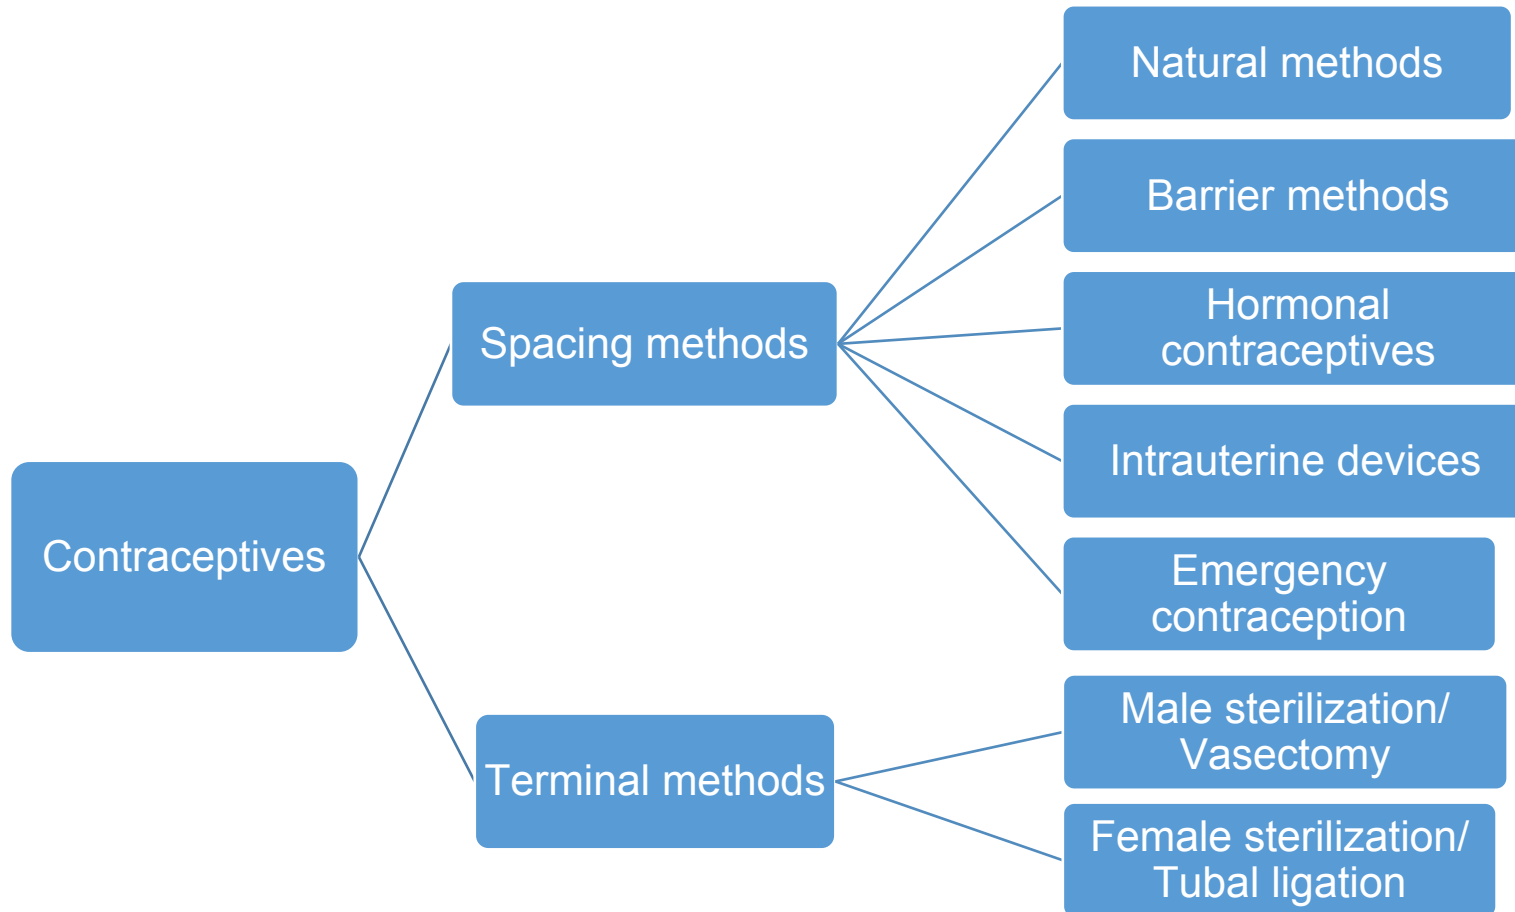 Contraceptives
Spacing methods
Natural methods
Barrier methods
Hormonal
contraceptives
Intrauterine devices
Emergency
contraception
Terminal methods
Male sterilization/
Vasectomy
Female sterilization/
Tubal ligation